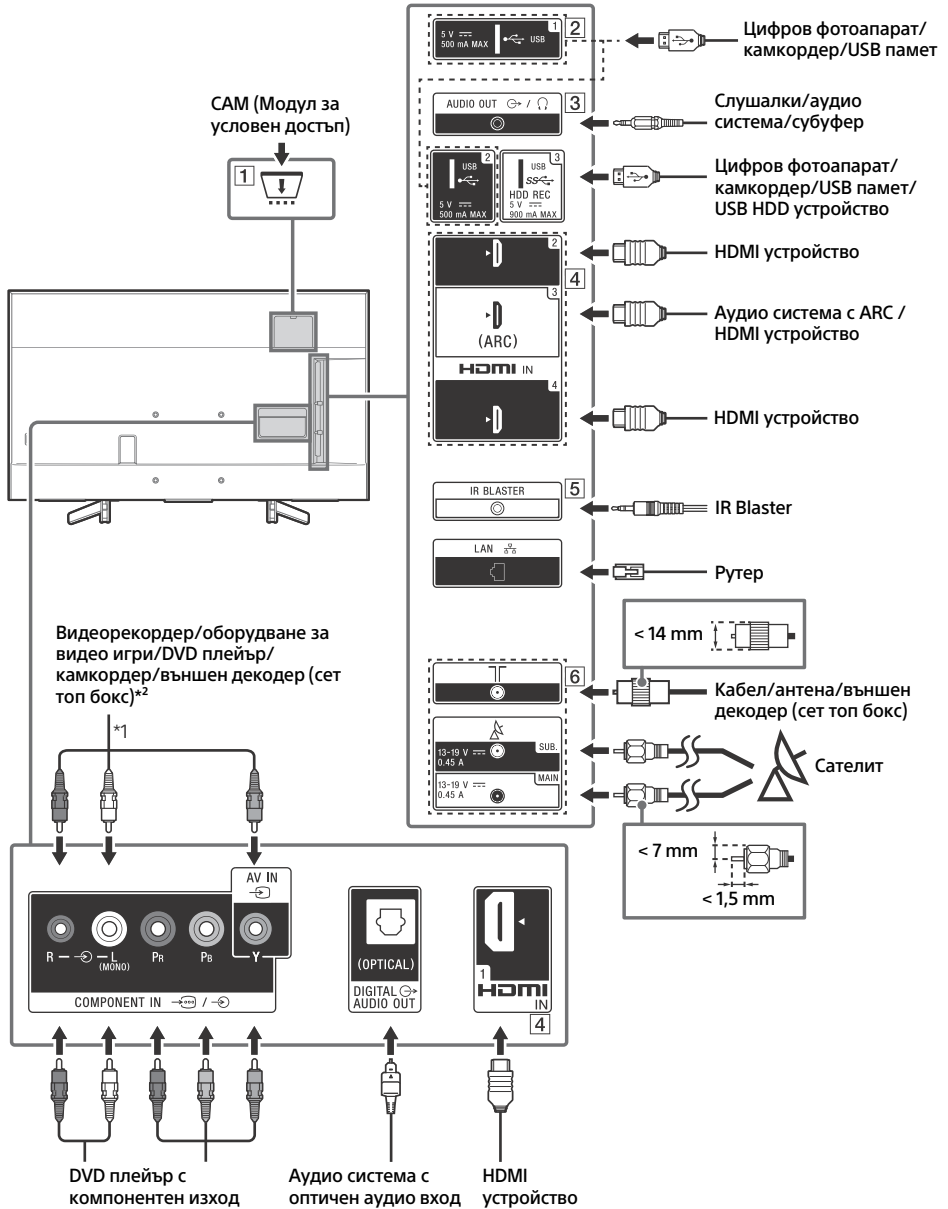 5 V
500 mA MAX
USB
1
2
Цифров фотоапарат/
камкордер/USB памет
CAM (Модул за
условен достъп)
1
AUDIO OUT /
3
Слушалки/аудио
система/субуфер
2
USB
5 V
500 mA MAX
3
USB
SS
HDD REC
5 V
900 mA MAX
Цифров фотоапарат/
камкордер/USB памет/
USB HDD устройство
2
HDMI устройство
4
3
(ARC)
HDMI IN
Аудио система с ARC /
HDMI устройство
4
HDMI устройство
IR BLASTER
5
IR Blaster
LAN
Рутер
< 14 mm
6
Кабел/антена/външен
декодер (сет топ бокс)
13-19 V
0.45 A
SUB.
13-19 V
0.45 A
MAIN
Сателит
< 7 mm
< 1,5 mm
Видеорекордер/оборудване за
видео игри/DVD плейър/
камкордер/външен декодер (сет
топ бокс)*2
*1
AV IN
R — — L
(MONO)
PR
PB
Y
COMPONENT IN /
(OPTICAL)
DIGITAL
AUDIO OUT
1
HDMI
IN
4
DVD плейър с
компонентен изход
Аудио система с
оптичен аудио вход
HDMI
устройство